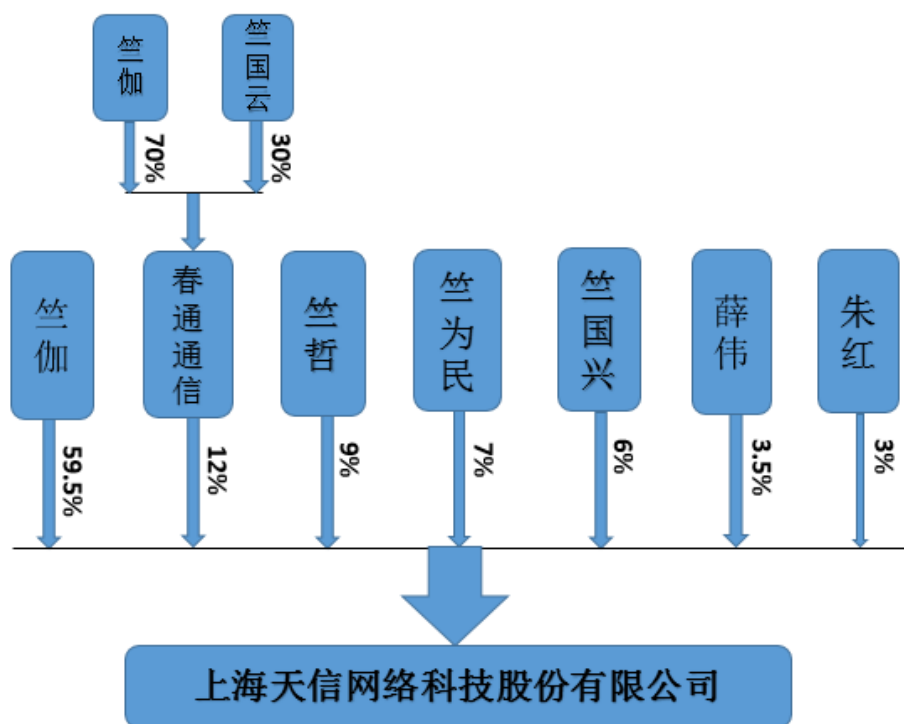 竺伽
竺国云
70%
30%
竺伽
春通通信
竺哲
竺为民
竺国兴
薛伟
朱红
59.5%
12%
9%
7%
6%
3.5%
3%
上海天信网络科技股份有限公司